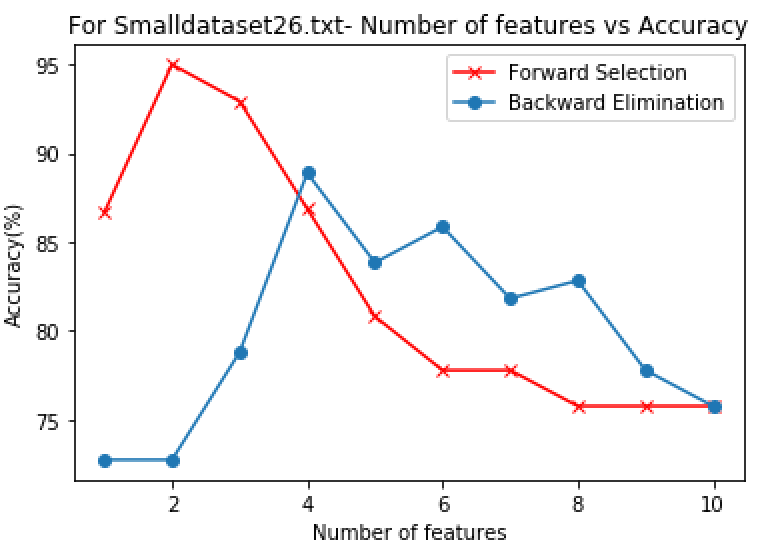 For Smalldataset26.txt- Number of features vs Accuracy
Forward Selection
Backward Elimination
Accuracy(%)
95
90
85
80
75
2 4 6 8 10
Number of features